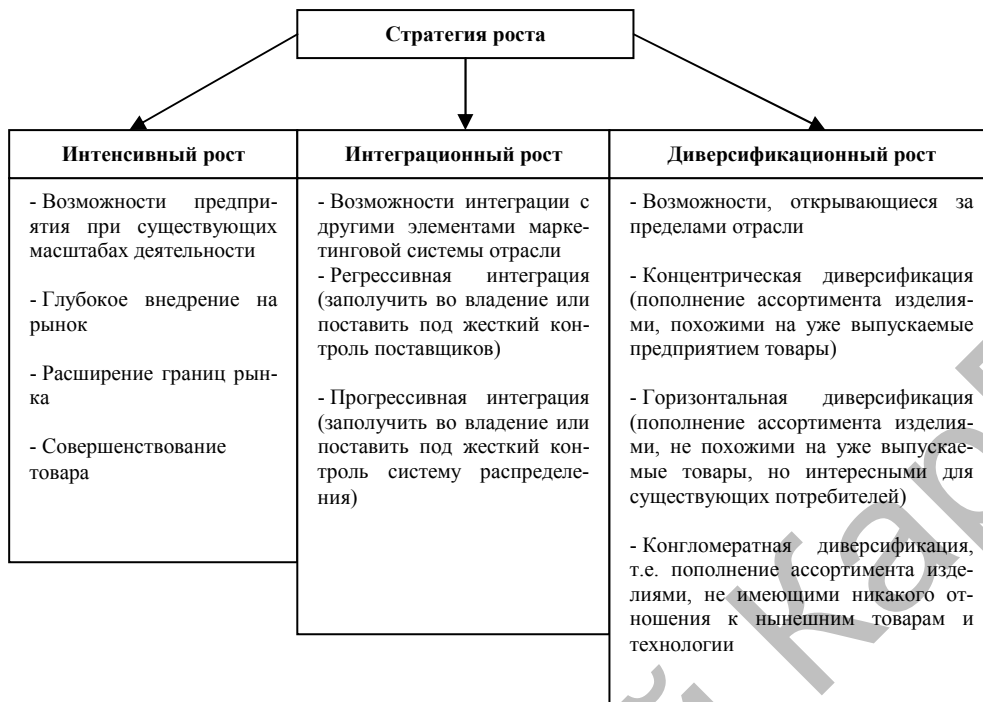 Стратегия роста
Интенсивный рост
- Возможности предпри-
ятия при существующих
масштабах деятельности
- Глубокое внедрение на
рынок
- Расширение границ рын-
ка
- Совершенствование
товара
Интеграционный рост
- Возможности интеграции с
другими элементами марке-
тинговой системы отрасли
- Регрессивная интеграция
(заполучить во владение или
поставить под жесткий кон-
троль поставщиков)
- Прогрессивная интеграция
(заполучить во владение или
поставить под жесткий кон-
троль систему распределе-
ния)
Диверсификационный рост
- Возможности, открывающиеся за
пределами отрасли
- Концентрическая диверсификация
(пополнение ассортимента изделия-
ми, похожими на уже выпускаемые
предприятием товары)
- Горизонтальная диверсификация
(пополнение ассортимента изделия-
ми, не похожими на уже выпускае-
мые товары, но интересными для
существующих потребителей)
- Конгломератная диверсификация,
т.е. пополнение ассортимента изде-
лиями, не имеющими никакого от-
ношения к нынешним товарам и
технологии